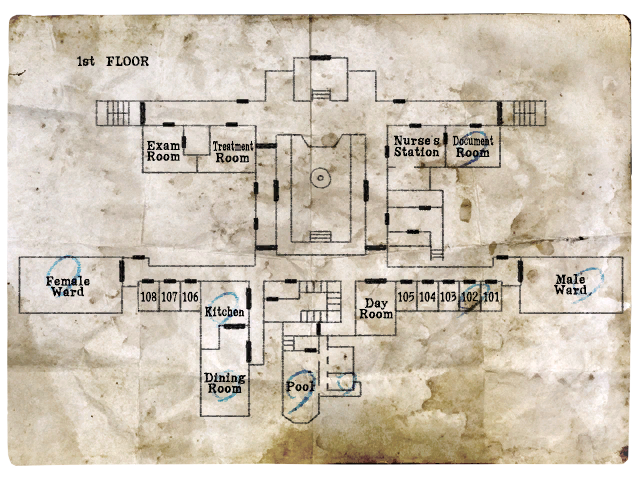 1st FLOOR
Exam
Room
Treatment
Room
Nurse's
Station
Document
Room
Female
Ward
108 107 106
Kitchen
Day
Room
105 104 103 102 101
Male
Ward
Dining
Room
Pool